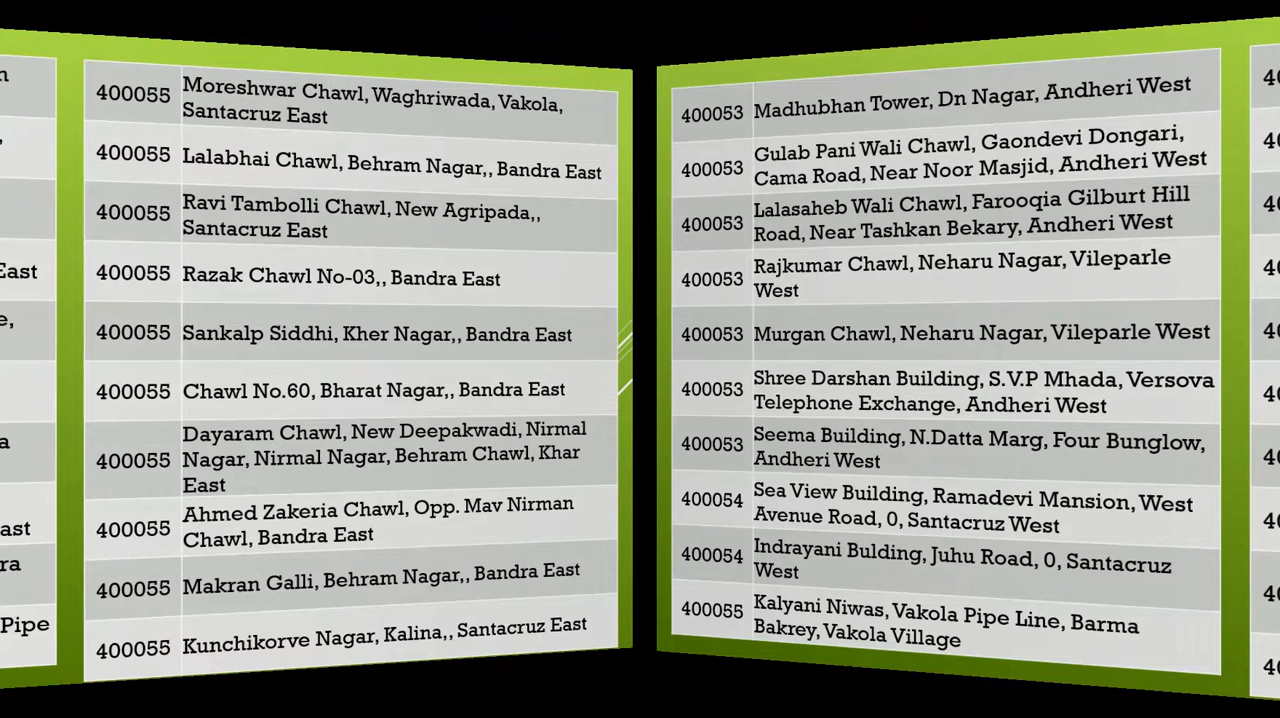 n
,
East
e,
a
ast
ra
Pipe
400055 Moreshwar Chawl, Waghriwada, Vakola,
Santacruz East
400055 Lalabhai Chawl, Behram Nagar,, Bandra East
400055 Ravi Tambolli Chawl, New Agripada,,
Santacruz East
400055 Razak Chawl No-03,, Bandra East
400055 Sankalp Siddhi, Kher Nagar,, Bandra East
400055 Chawl No.60, Bharat Nagar,, Bandra East
400055 Dayaram Chawl, New Deepakwadi, Nirmal
Nagar, Nirmal Nagar, Behram Chawl, Khar
East
400055 Ahmed Zakeria Chawl, Opp. Mav Nirman
Chawl, Bandra East
400055 Makran Galli, Behram Nagar,, Bandra East
400055 Kunchikorve Nagar, Kalina,, Santacruz East
400053 Madhubhan Tower, Dn Nagar, Andheri West
400053 Gulab Pani Wali Chawl, Gaondevi Dongari,
Cama Road, Near Noor Masjid, Andheri West
400053 Lalasaheb Wali Chawl, Farooqia Gilburt Hill
Road, Near Tashkan Bekary, Andheri West
400053 Rajkumar Chawl, Neharu Nagar, Vileparle
West
400053 Murgan Chawl, Neharu Nagar, Vileparle West
400053 Shree Darshan Building, S.V.P Mhada, Versova
Telephone Exchange, Andheri West
400053 Seema Building, N.Datta Marg, Four Bunglow,
Andheri West
400054 Sea View Building, Ramadevi Mansion, West
Avenue Road, 0, Santacruz West
400054 Indrayani Bulding, Juhu Road, 0, Santacruz
West
400055 Kalyani Niwas, Vakola Pipe Line, Barma
Bakrey, Vakola Village